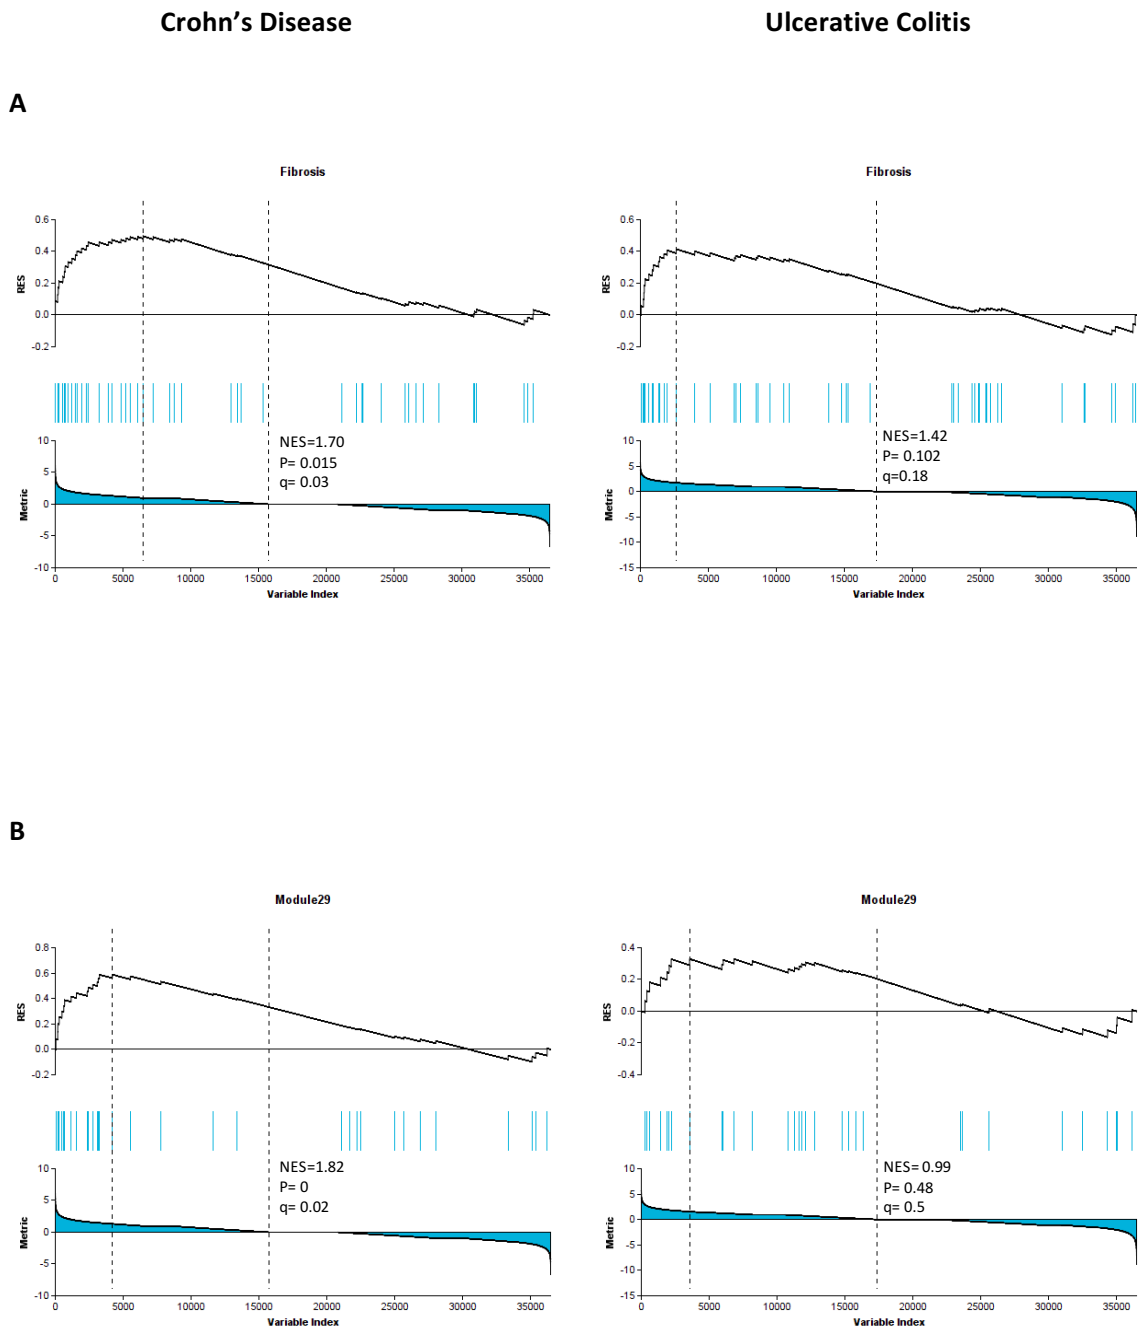 Crohn's Disease
Ulcerative Colitis
A
Fibrosis
0.6
0.4
0.2
0.0
-0.2
RES
10
5
0
-5
-10
Metric
NES=1.70
P= 0.015
q= 0.03
0 5000 10000 15000 20000 25000 30000 35000
Variable Index
Fibrosis
0.6
0.4
0.2
0.0
-0.2
RES
10
5
0
-5
-10
-15
Metric
NES=1.42
P= 0.102
q=0.18
0 5000 10000 15000 20000 25000 30000 35000
Variable Index
B
Module29
0.8
0.6
0.4
0.2
0.0
-0.2
RES
10
5
0
-5
-10
Metric
NES=1.82
P= 0
q= 0.02
0 5000 10000 15000 20000 25000 30000 35000
Variable Index
Module29
0.4
0.2
0.0
-0.2
-0.4
RES
10
5
0
-5
-10
-15
Metric
NES= 0.99
P= 0.48
q= 0.5
0 5000 10000 15000 20000 25000 30000 35000
Variable Index